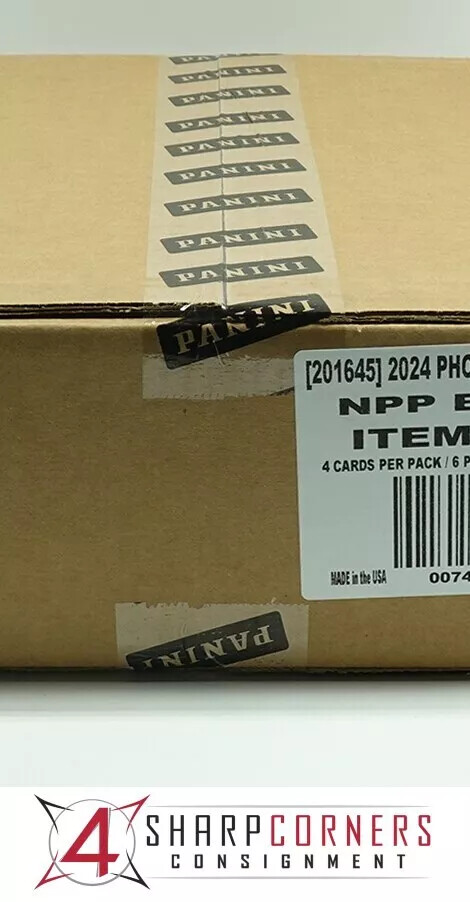 PANINI
PANINI
PANINI
PANINI
PANINI
PANINI
PANINI
PANINI
PANINI
PANINI
[201645] 2024 PHO
NPP
ITEM
4 CARDS PER PACK / 6 P
MADE in the USA
0074
PANINI
4
SHARPCORNERS
CONSIGNMENT